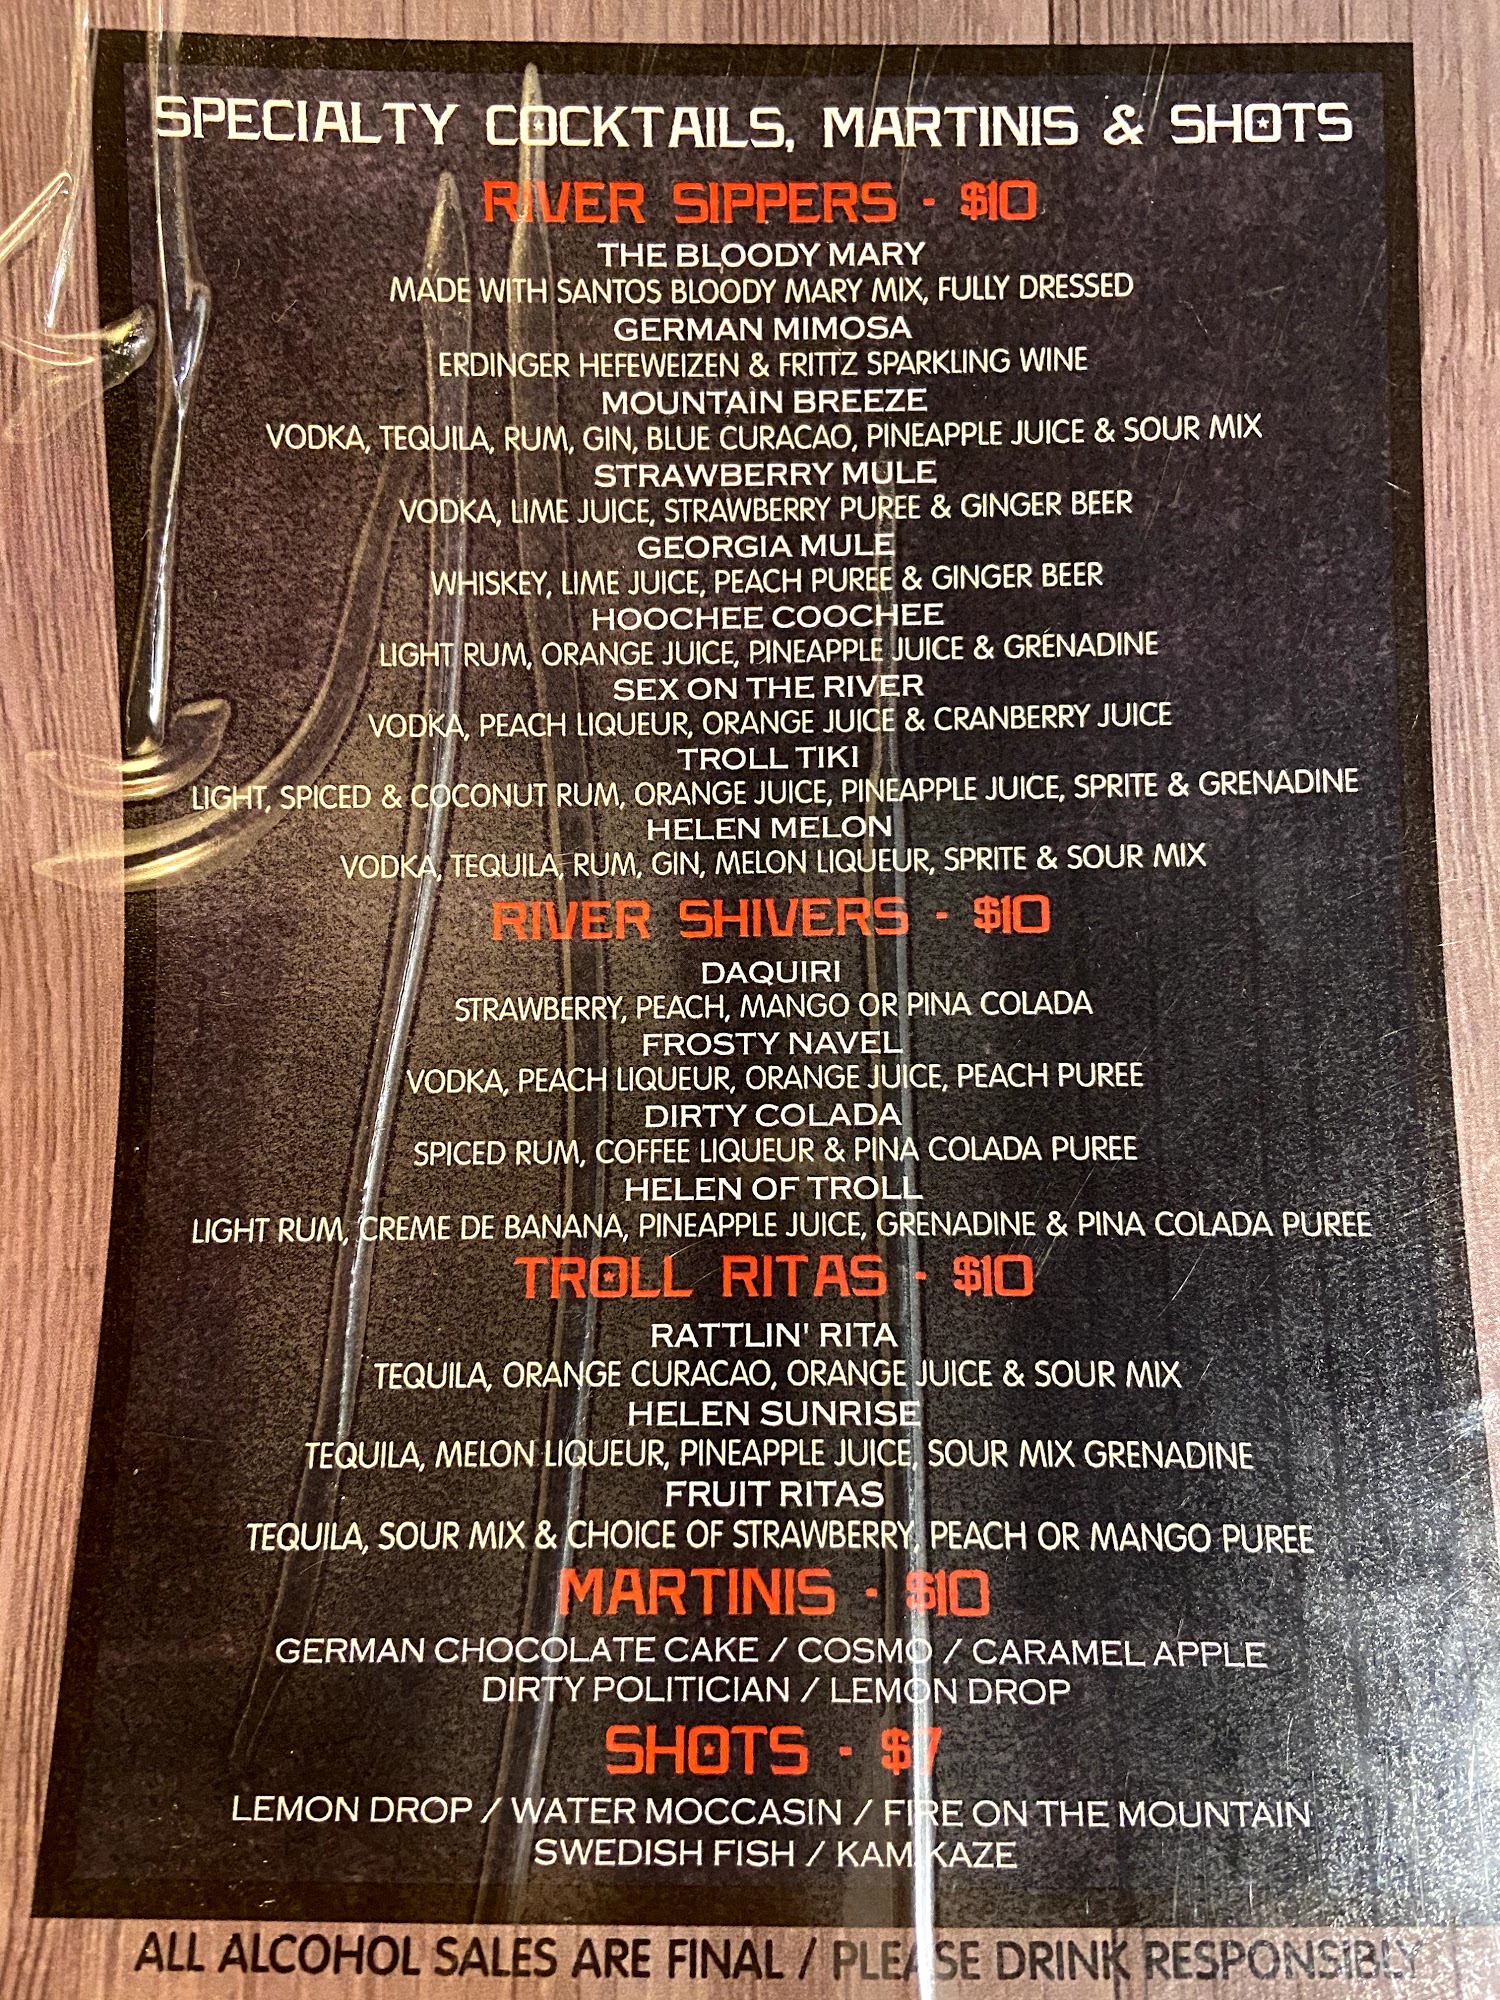 SPECIALTY COCKTAILS, MARTINIS & SHOTS
RIVER SIPPERS - $10
THE BLOODY MARY
MADE WITH SANTOS BLOODY MARY MIX, FULLY DRESSED
GERMAN MIMOSA
ERDINGER HEFEWEIZEN & FRITTZ SPARKLING WINE
MOUNTAIN BREEZE
VODKA, TEQUILA, RUM, GIN, BLUE CURACAO, PINEAPPLE JUICE & SOUR MIX
STRAWBERRY MULE
VODKA, LIME JUICE, STRAWBERRY PUREE & GINGER BEER
GEORGIA MULE
WHISKEY, LIME JUICE, PEACH PUREE & GINGER BEER
HOOCHEE COOCHEE
LIGHT RUM, ORANGE JUICE, PINEAPPLE JUICE & GRENADINE
SEX ON THE RIVER
VODKA, PEACH LIQUEUR, ORANGE JUICE & CRANBERRY JUICE
TROLL TIKI
LIGHT, SPICED & COCONUT RUM, ORANGE JUICE, PINEAPPLE JUICE, SPRITE & GRENADINE
HELEN MELON
VODKA, TEQUILA, RUM, GIN, MELON LIQUEUR, SPRITE & SOUR MIX
RIVER SHIVERS - $10
DAQUIRI
STRAWBERRY, PEACH, MANGO OR PINA COLADA
FROSTY NAVEL
VODKA, PEACH LIQUEUR, ORANGE JUICE, PEACH PUREE
DIRTY COLADA
SPICED RUM, COFFEE LIQUEUR & PINA COLADA PUREE
HELEN OF TROLL
LIGHT RUM, CREME DE BANANA, PINEAPPLE JUICE, GRENADINE & PINA COLADA PUREE
TROLL RITAS - $10
RATTLIN' RITA
TEQUILA, ORANGE CURACAO, ORANGE JUICE & SOUR MIX
HELEN SUNRISE
TEQUILA, MELON LIQUEUR, PINEAPPLE JUICE, SOUR MIX GRENADINE
FRUIT RITAS
TEQUILA, SOUR MIX & CHOICE OF STRAWBERRY, PEACH OR MANGO PUREE
MARTINIS - $10
GERMAN CHOCOLATE CAKE / COSMO / CARAMEL APPLE
DIRTY POLITICIAN / LEMON DROP
SHOTS - $7
LEMON DROP / WATER MOCCASIN / FIRE ON THE MOUNTAIN
SWEDISH FISH / KAMIKAZE
ALL ALCOHOL SALES ARE FINAL / PLEASE DRINK RESPONSIBLY